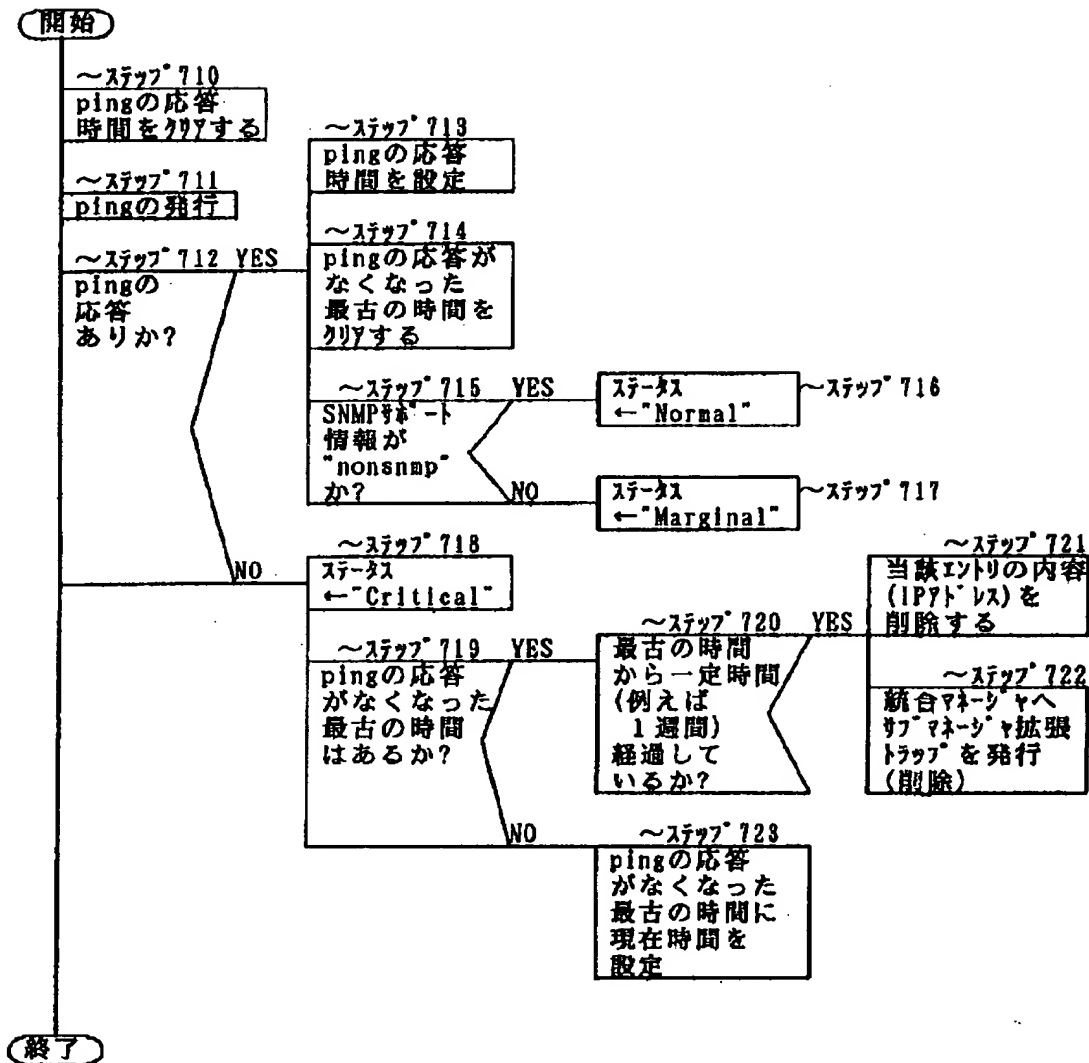 開始
～ステップ710
pingの応答
時間をクリアする
～ステップ711
pingの発行
～ステップ712 YES
pingの
応答
ありか?
～ステップ713
pingの応答
時間を設定
～ステップ714
pingの応答が
なくなった
最古の時間を
クリアする
～ステップ715 YES
SNMPサポート
情報が
"nonsnmp"
か?
NO
ステータス
←"Normal"
～ステップ716
ステータス
←"Marginal"
～ステップ717
NO
～ステップ718
ステータス
←"Critical"
～ステップ719 YES
pingの応答
がなくなった
最古の時間
はあるか?
NO
～ステップ720 YES
最古の時間
から一定時間
(例えば
1週間)
経過して
いるか?
～ステップ721
当該エントリの内容
(IPアドレス)を
削除する
～ステップ722
統合マネージャへ
サブマネージャ拡張
トラップを発行
(削除)
～ステップ723
pingの応答
がなくなった
最古の時間に
現在時間を
設定
終了